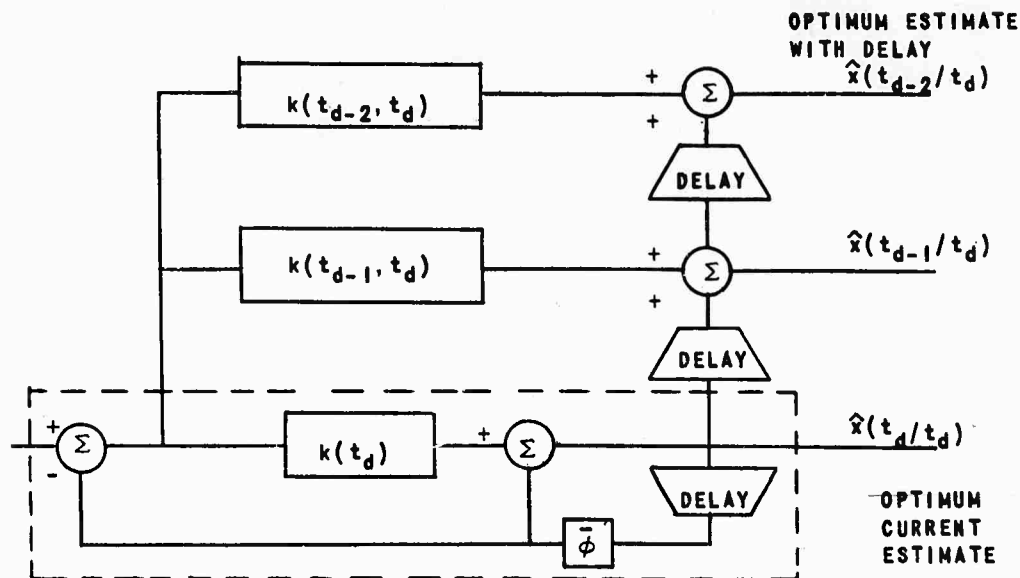 OPTIMUM ESTIMATE
WITH DELAY
k(t_{d-2}, t_d)
+
+
Σ
x̂(t_{d-2}/t_d)
DELAY
k(t_{d-1}, t_d)
+
+
Σ
x̂(t_{d-1}/t_d)
DELAY
+
-
Σ
k(t_d)
+
Σ
x̂(t_d/t_d)
DELAY
ϕ̄
OPTIMUM
CURRENT
ESTIMATE